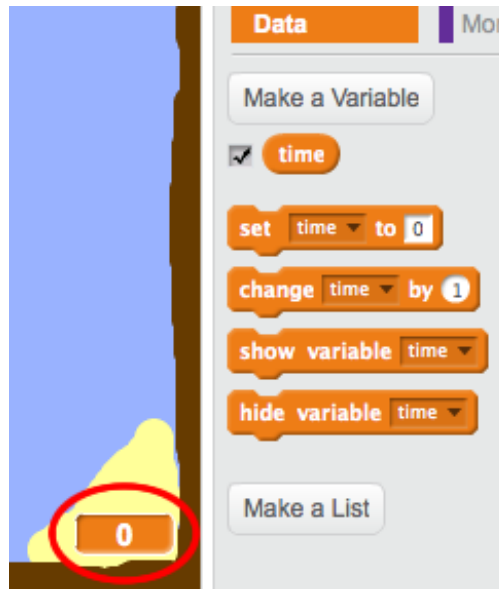 Data Mor
Make a Variable
time
set time to 0
change time by 1
show variable time
hide variable time
0
Make a List